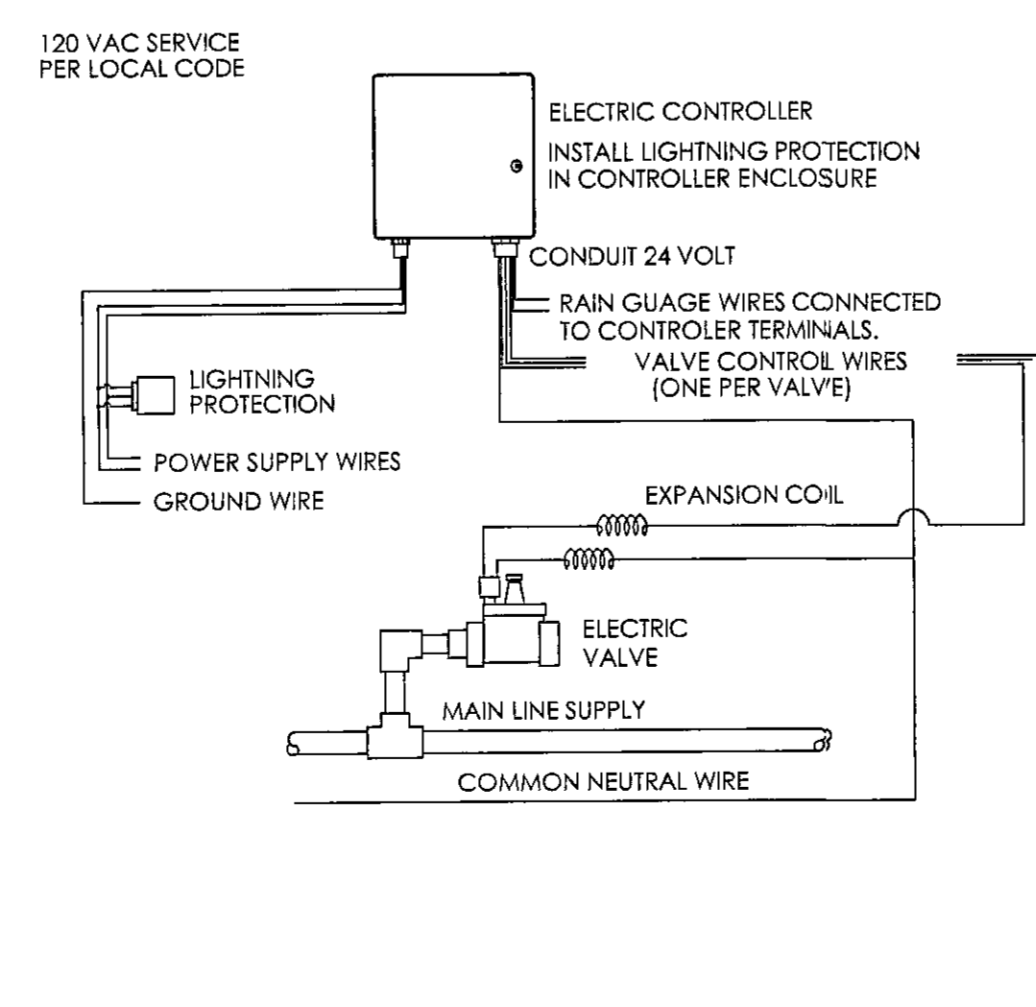 120 VAC SERVICE
PER LOCAL CODE
ELECTRIC CONTROLLER
INSTALL LIGHTNING PROTECTION
IN CONTROLLER ENCLOSURE
CONDUIT 24 VOLT
RAIN GUAGE WIRES CONNECTED
TO CONTROLER TERMINALS.
VALVE CONTROL WIRES
(ONE PER VALV'E)
LIGHTNING
PROTECTION
POWER SUPPLY WIRES
GROUND WIRE
EXPANSION COIL
ELECTRIC
VALVE
MAIN LINE SUPPLY
COMMON NEUTRAL WIRE